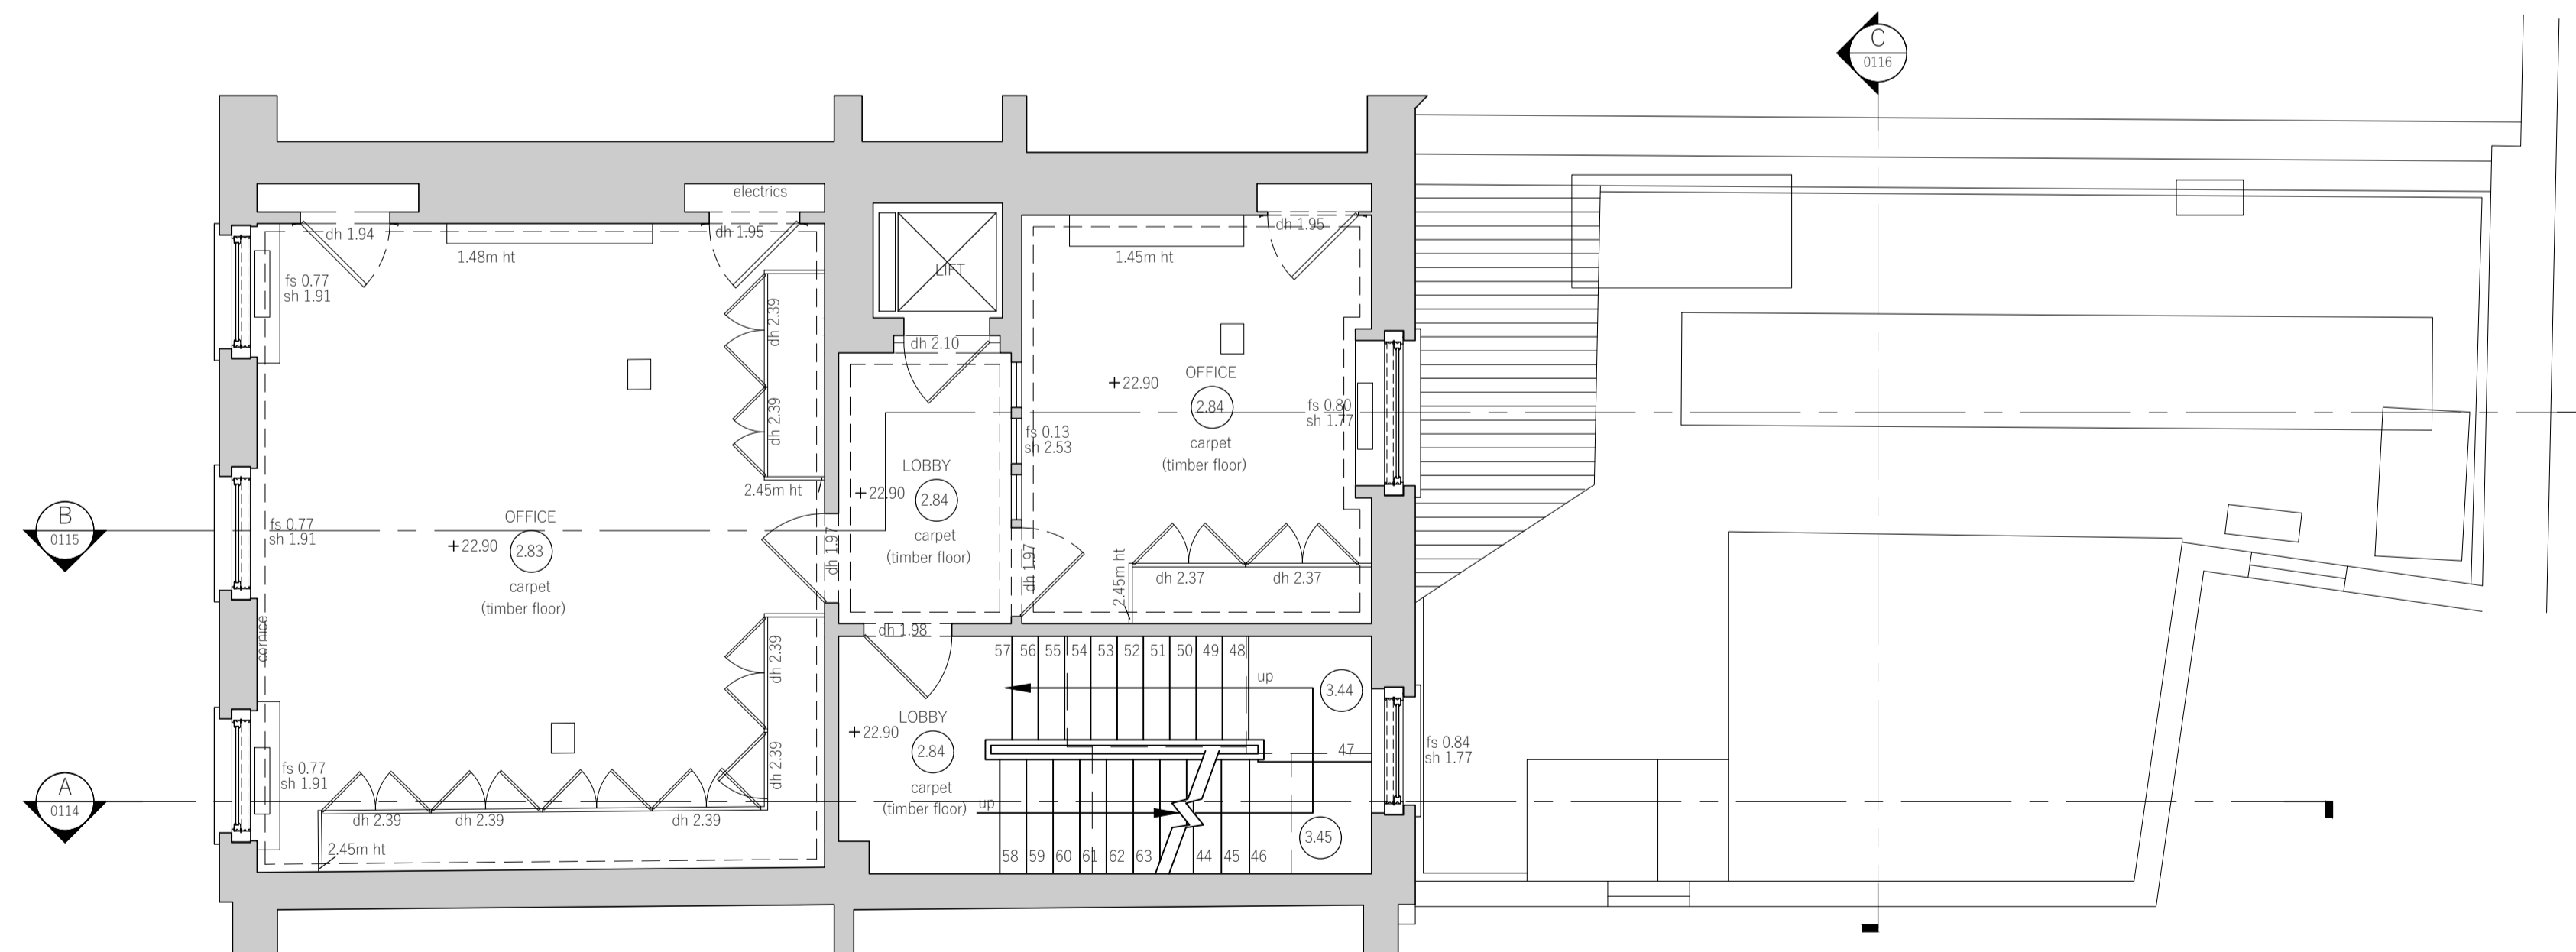 C
0116
electrics
dh 1.94
dh 1.95
dh 1.95
1.48m ht
LIFT
1.45m ht
fs 0.77
sh 1.91
dh 2.39
dh 2.10
OFFICE
+22.90
2.84
carpet
(timber floor)
fs 0.80
sh 1.77
dh 2.39
fs 0.13
sh 2.53
LOBBY
+22.90
2.84
carpet
(timber floor)
2.45m ht
B
0115
fs 0.77
sh 1.91
OFFICE
+22.90
2.83
carpet
(timber floor)
dh 1.97
dh 1.97
2.45m ht
dh 2.37
dh 2.37
cornice
dh 1.98
dh 2.39
57 56 55 54 53 52 51 50 49 48
up
3.44
LOBBY
+22.90
2.84
carpet
(timber floor)
47
fs 0.84
sh 1.77
fs 0.77
sh 1.91
dh 2.39
A
0114
up
dh 2.39
dh 2.39
dh 2.39
3.45
2.45m ht
58 59 60 61 62 63 44 45 46